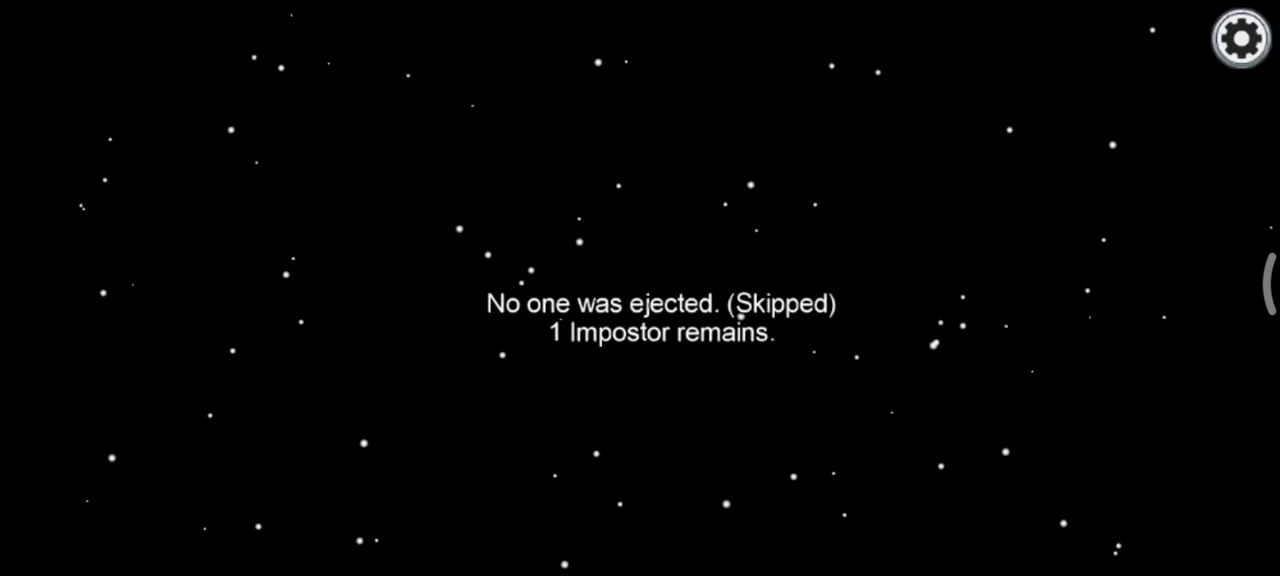 No one was ejected. (Skipped)
1 Impostor remains.